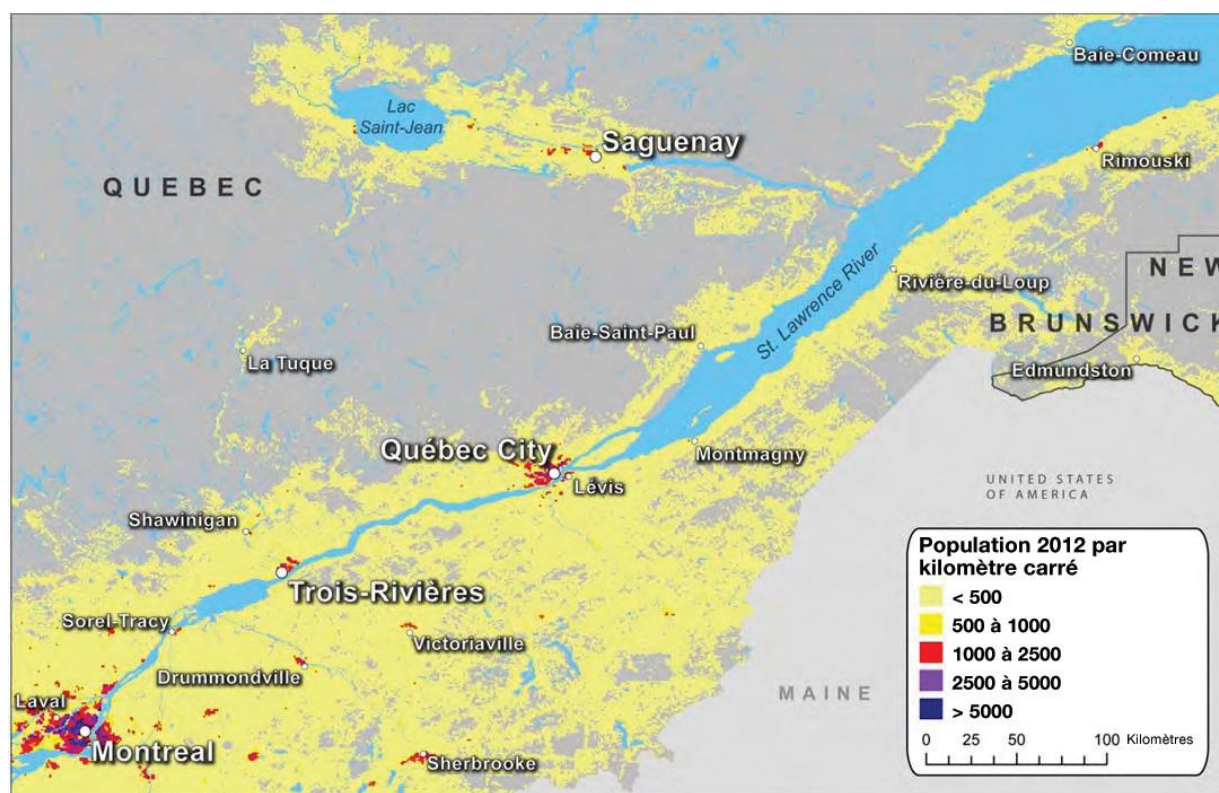 Baie-Comeau
Lac
Saint-Jean
Saguenay
QUEBEC
Rimouski
St. Lawrence River
Rivière-du-Loup
NEW
BRUNSWICK
Baie-Saint-Paul
La Tuque
Edmundston
Québec City
Montmagny
Lévis
UNITED STATES
OF AMERICA
Shawinigan
Trois-Rivières
Sorel-Tracy
Victoriaville
Drummondville
MAINE
Laval
Montreal
Sherbrooke
Population 2012 par
kilomètre carré
< 500
500 à 1000
1000 à 2500
2500 à 5000
> 5000
0 25 50 100 Kilomètres